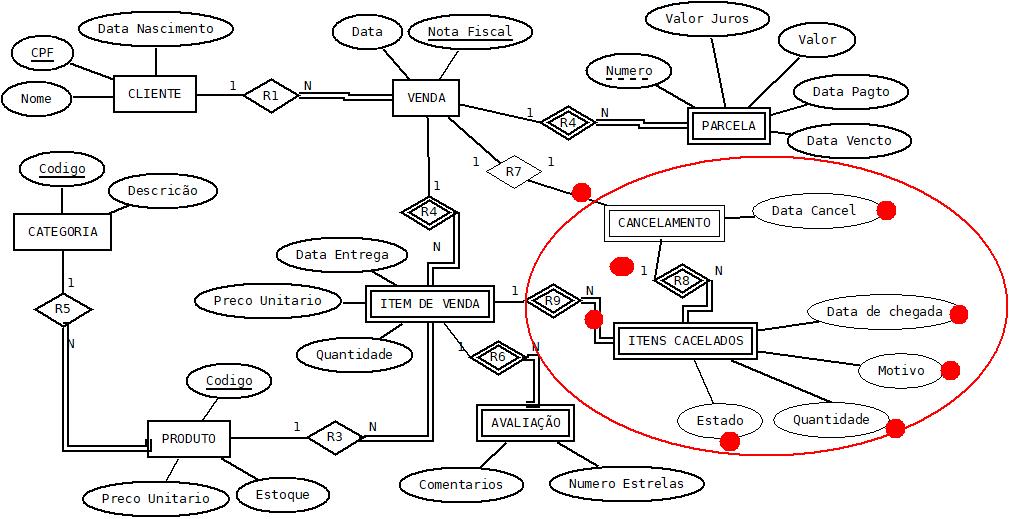 Data Nascimento
CPF
Nome
CLIENTE
1
R1
N
Data
Nota Fiscal
VENDA
Valor Juros
Valor
Numero
Data Pagto
Data Vencto
PARCELA
1
R4
N
1
R7
1
Codigo
Descricão
CATEGORIA
1
R5
N
1
R4
N
Data Entrega
Preco Unitario
ITEM DE VENDA
Quantidade
CANCELAMENTO
Data Cancel
1
R8
N
1
R9
N
ITENS CACELADOS
Data de chegada
Motivo
Quantidade
Estado
1
R6
N
AVALIAÇÃO
Comentarios
Numero Estrelas
Codigo
PRODUTO
1
R3
N
Preco Unitario
Estoque